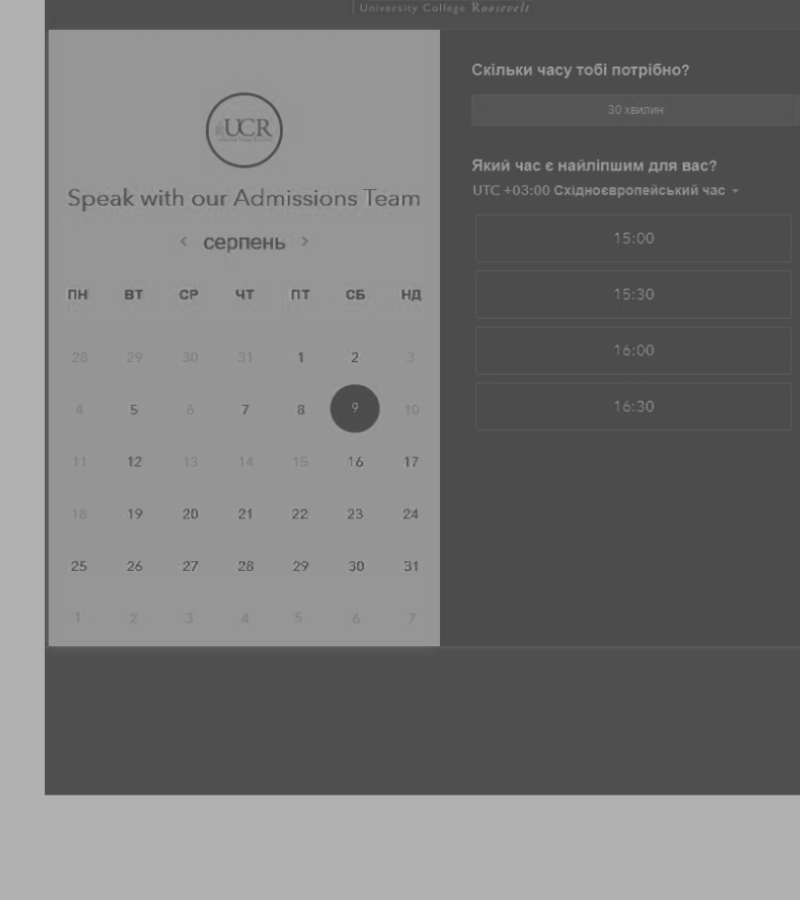 University College Roosevelt
UCR
Speak with our Admissions Team
‹ серпень ›
ПН ВТ СР ЧТ ПТ СБ НД
28 29 30 31 1 2 3
4 5 6 7 8 9 10
11 12 13 14 15 16 17
18 19 20 21 22 23 24
25 26 27 28 29 30 31
1 2 3 4 5 6 7
Скільки часу тобі потрібно?
30 хвилин
Який час є найліпшим для вас?
UTC +03:00 Східноєвропейський час
15:00
15:30
16:00
16:30